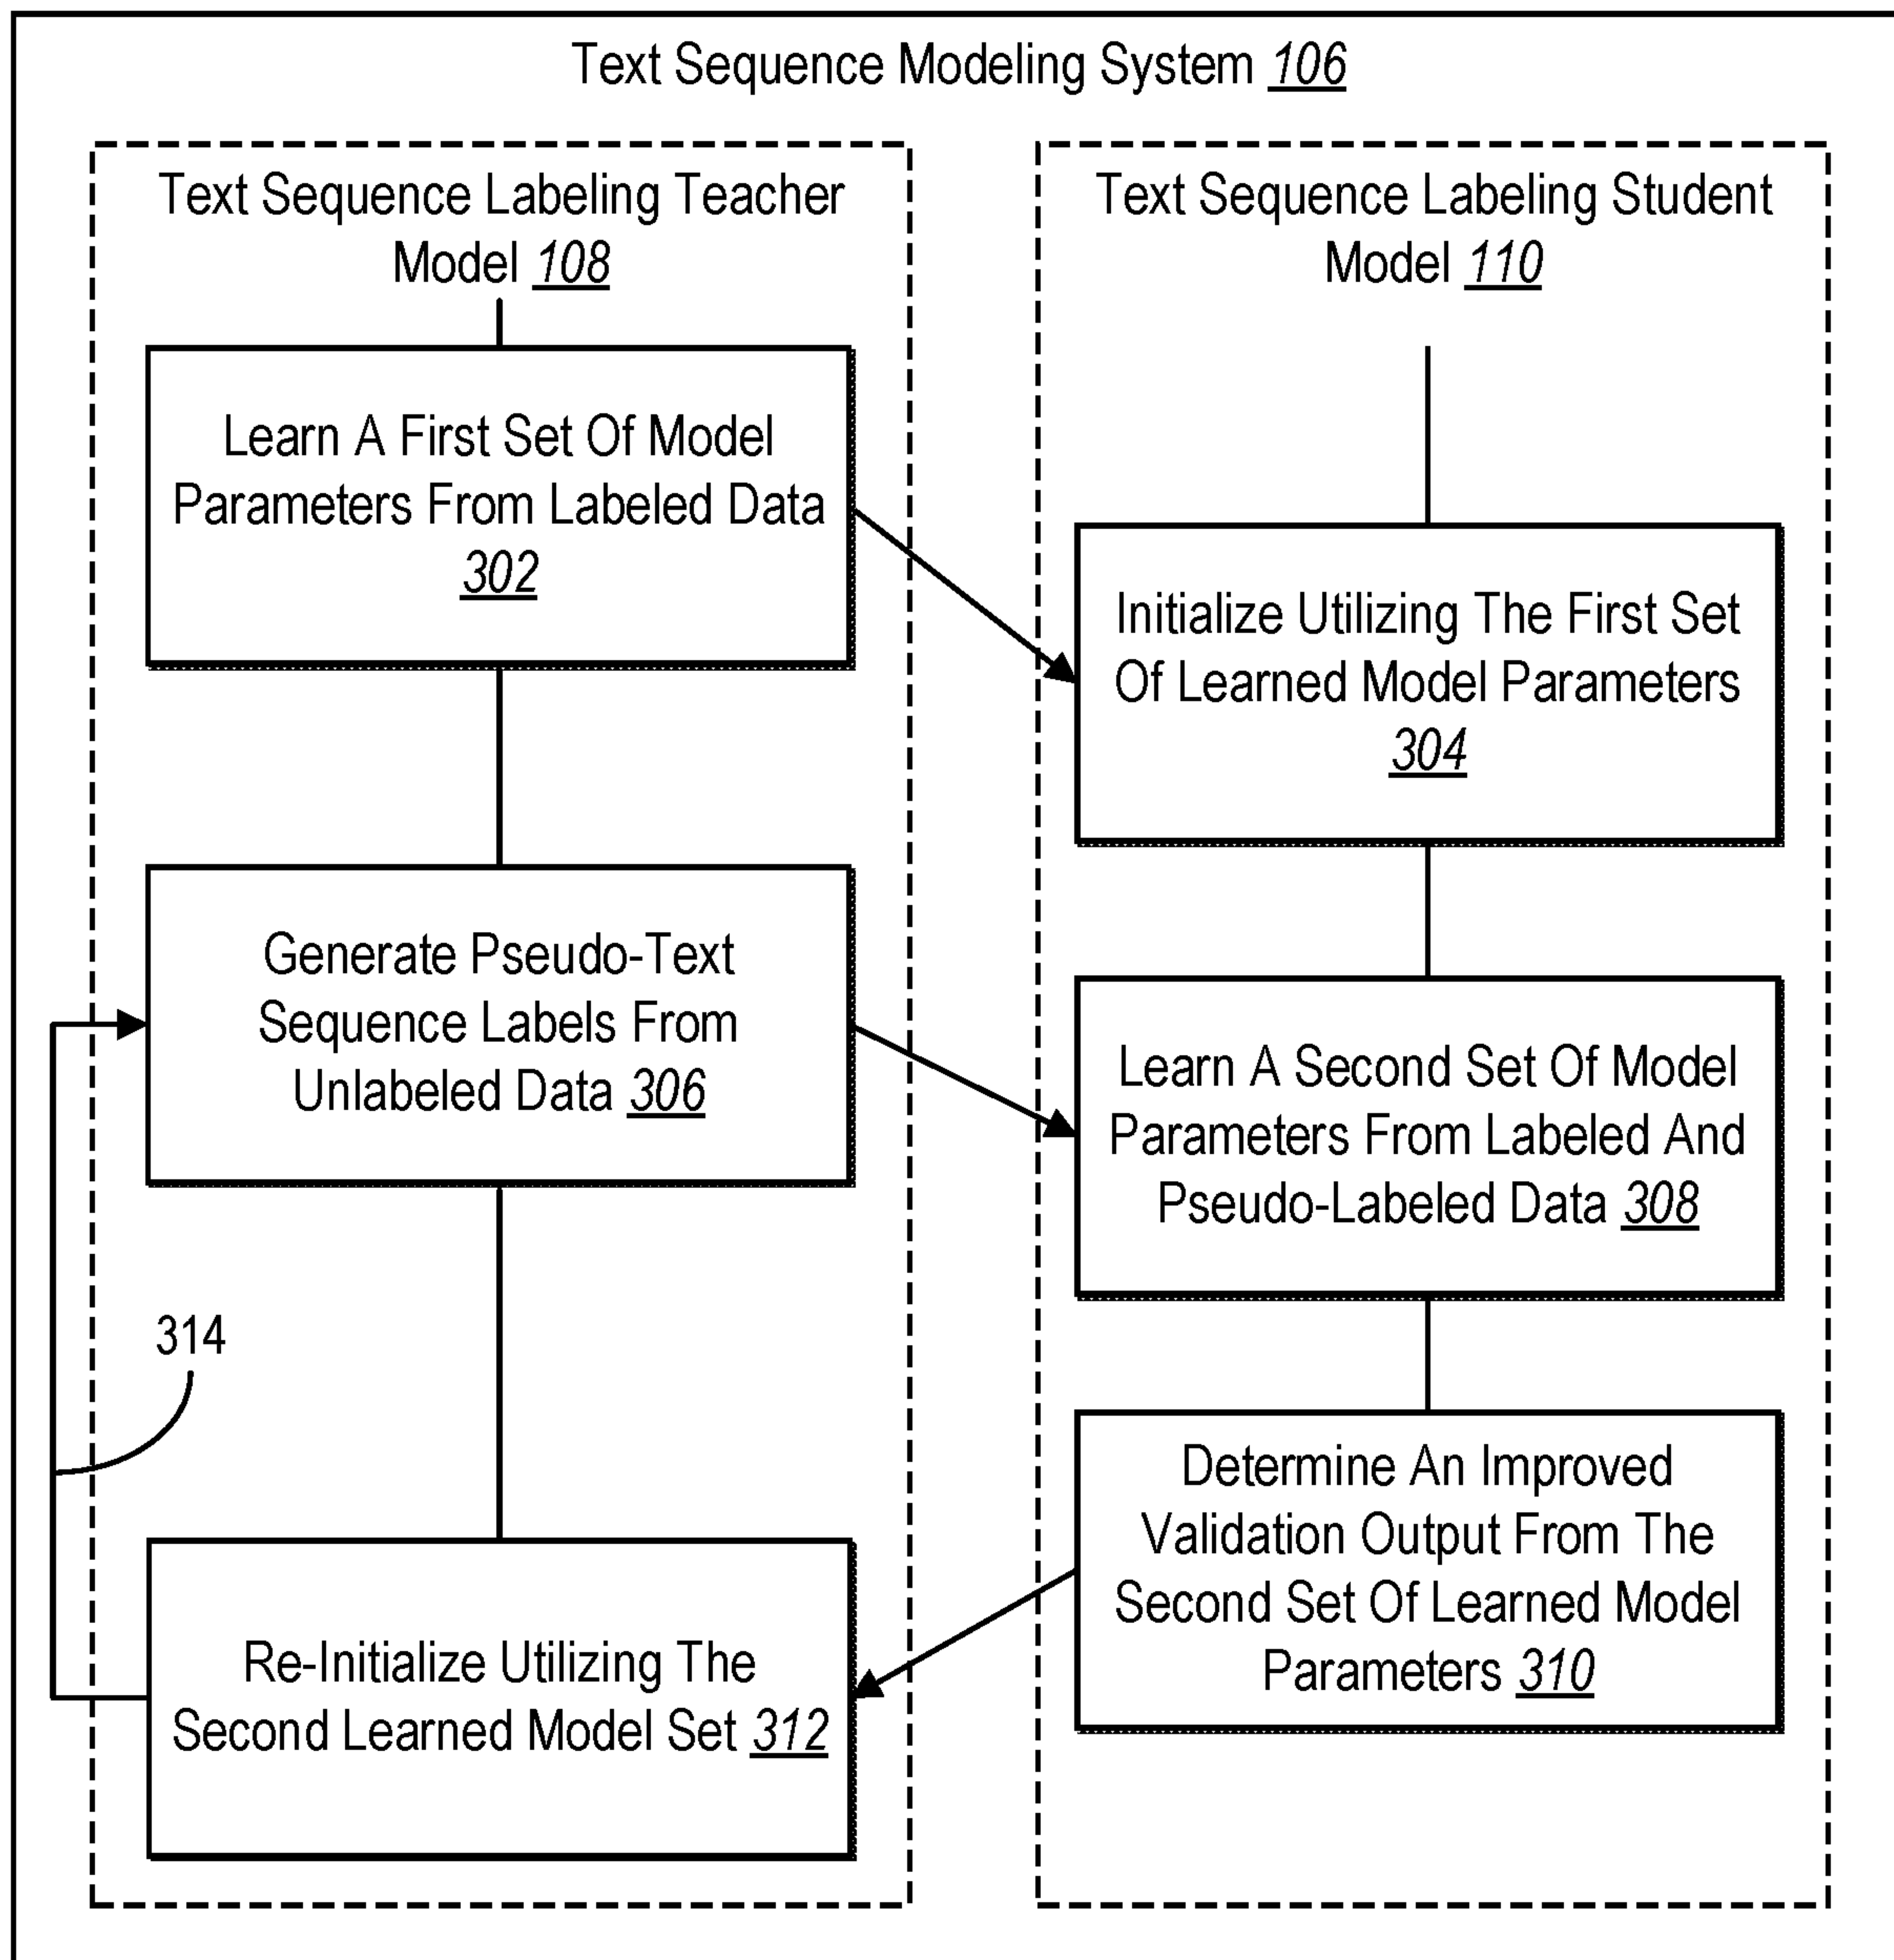 Text Sequence Modeling System 106
Text Sequence Labeling Teacher
Model 108
Learn A First Set Of Model
Parameters From Labeled Data
302
Generate Pseudo-Text
Sequence Labels From
Unlabeled Data 306
314
Re-Initialize Utilizing The
Second Learned Model Set 312
Text Sequence Labeling Student
Model 110
Initialize Utilizing The First Set
Of Learned Model Parameters
304
Learn A Second Set Of Model
Parameters From Labeled And
Pseudo-Labeled Data 308
Determine An Improved
Validation Output From The
Second Set Of Learned Model
Parameters 310